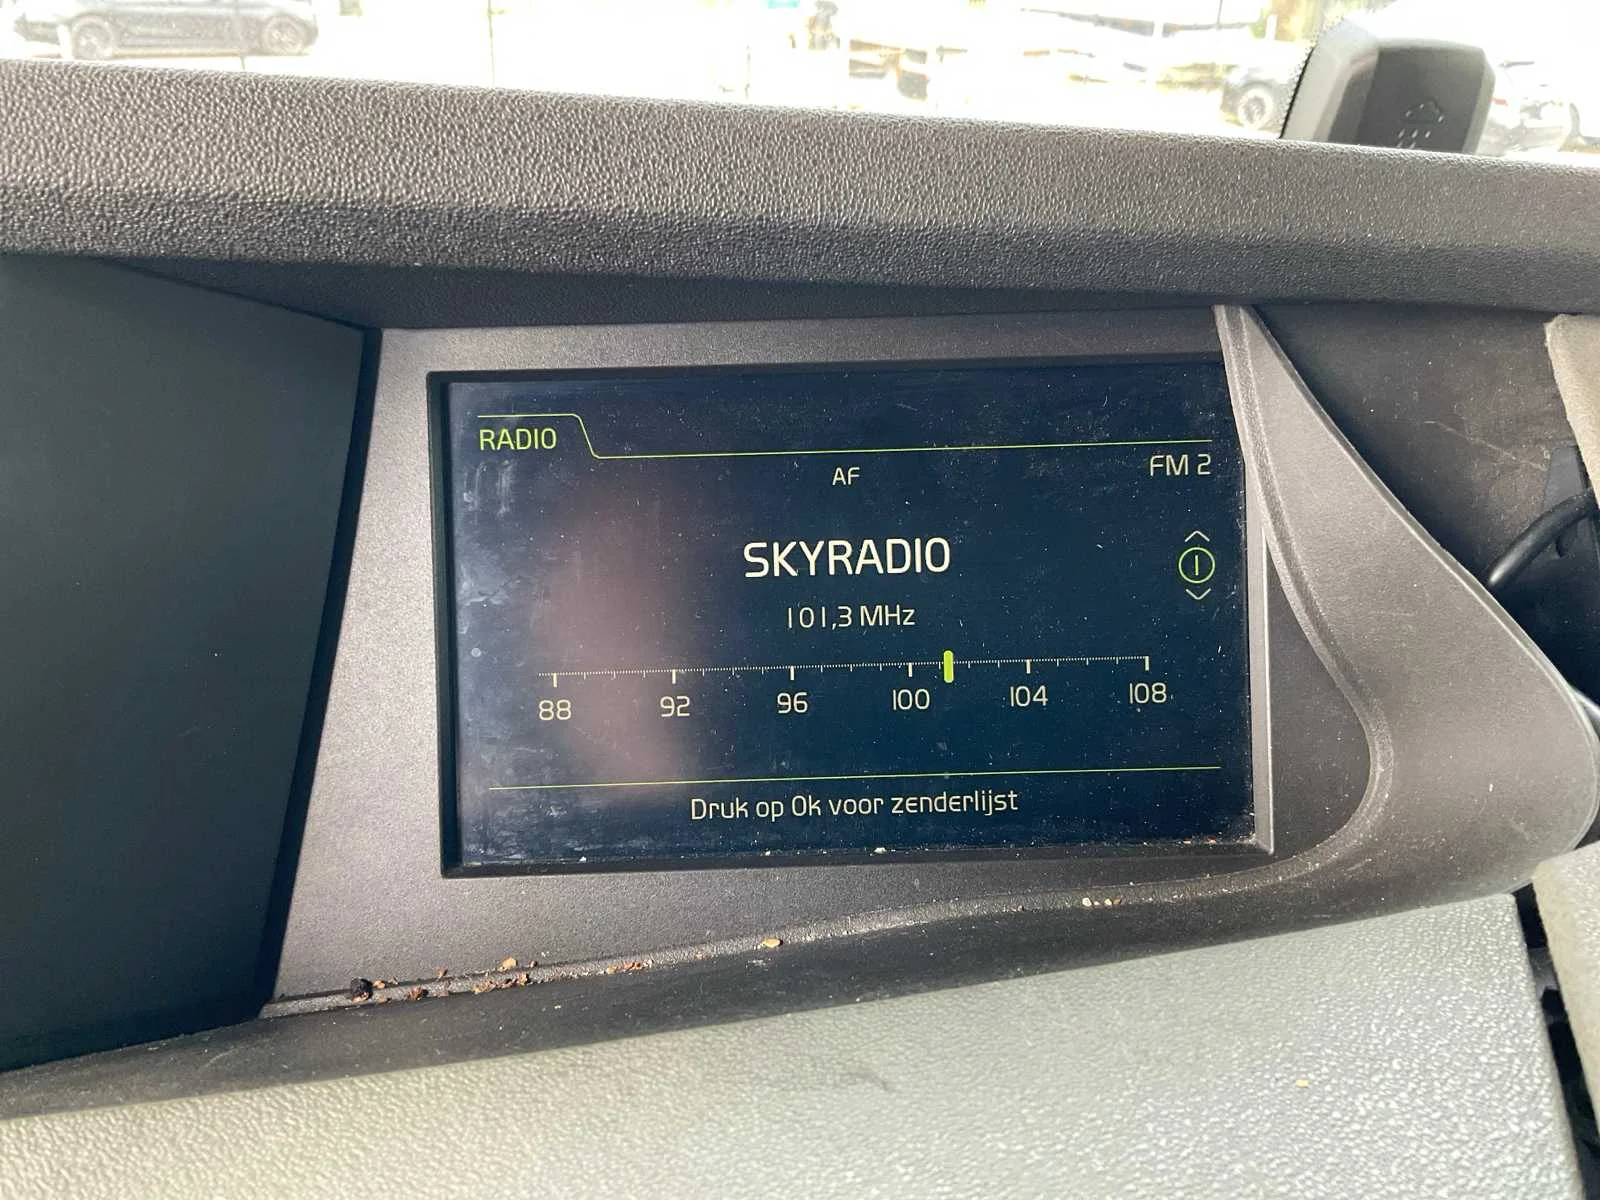 RADIO
AF
FM 2
SKYRADIO
101,3 MHz
88 92 96 100 104 108
Druk op Ok voor zenderlijst